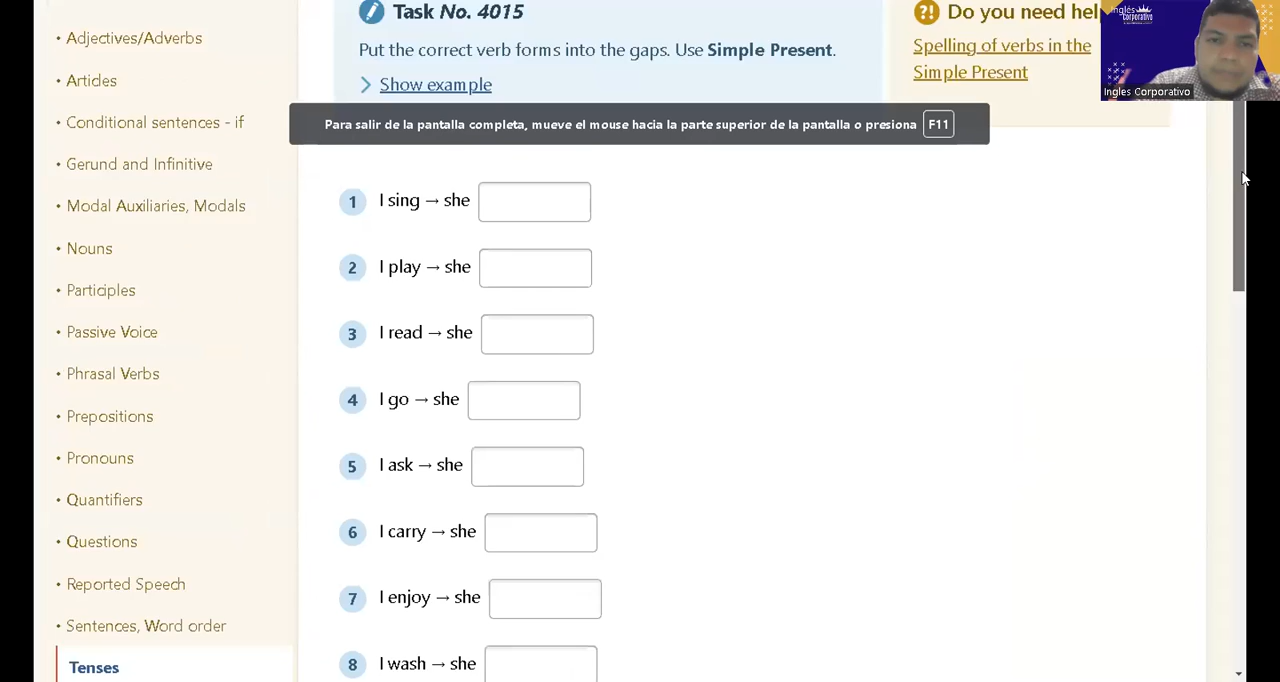 Task No. 4015
Put the correct verb forms into the gaps. Use Simple Present.
Show example
?! Do you need hel
Spelling of verbs in the
Simple Present
Inglés
Corporativo
Ingles Corporativo
Para salir de la pantalla completa, mueve el mouse hacia la parte superior de la pantalla o presiona F11
• Adjectives/Adverbs
• Articles
• Conditional sentences - if
• Gerund and Infinitive
• Modal Auxiliaries, Modals
• Nouns
• Participles
• Passive Voice
• Phrasal Verbs
• Prepositions
• Pronouns
• Quantifiers
• Questions
• Reported Speech
• Sentences, Word order
Tenses
1 I sing → she
2 I play → she
3 I read → she
4 I go → she
5 I ask → she
6 I carry → she
7 I enjoy → she
8 I wash → she